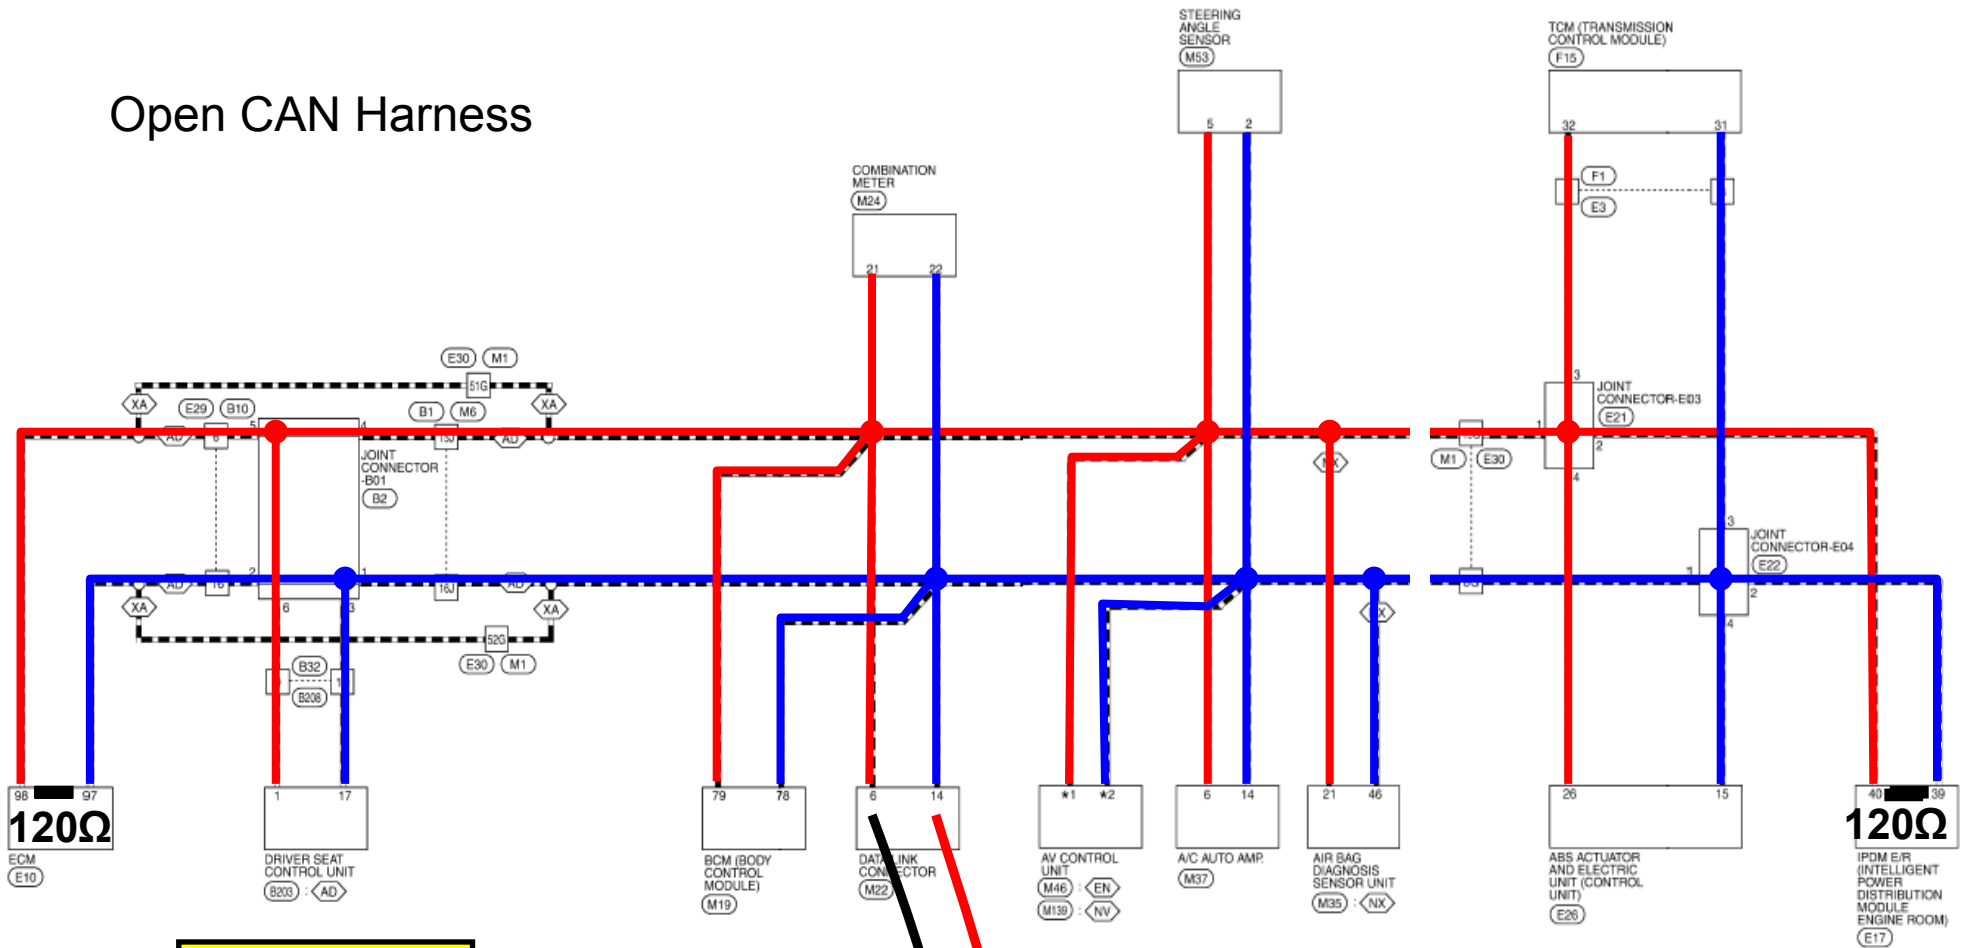 Open CAN Harness
STEERING
ANGLE
SENSOR
M53
5 2
TCM (TRANSMISSION
CONTROL MODULE)
F15
32 31
F1
E3
COMBINATION
METER
M24
21 22
E30 M1
51G
XA
XA
E29 B10
B1 M6
AD
6
5
4
15J
AD
JOINT
CONNECTOR
-B01
B2
3
JOINT
CONNECTOR-E03
E21
1
2
4
M1 E30
AD
16
2
1
16J
AD
XA
6
3
XA
52G
E30 M1
B32
B208
3
JOINT
CONNECTOR-E04
E22
1
2
4
98 97
120Ω
ECM
E10
1 17
DRIVER SEAT
CONTROL UNIT
B203 : AD
79 78
BCM (BODY
CONTROL
MODULE)
M19
6 14
DATA LINK
CONNECTOR
M22
*1 *2
AV CONTROL
UNIT
M46 : EN
M139 : NV
6 14
A/C AUTO AMP.
M37
21 46
AIR BAG
DIAGNOSIS
SENSOR UNIT
M35 : NX
26 15
ABS ACTUATOR
AND ELECTRIC
UNIT (CONTROL
UNIT)
E26
40 39
120Ω
IPDM E/R
(INTELLIGENT
POWER
DISTRIBUTION
MODULE
ENGINE ROOM)
E17